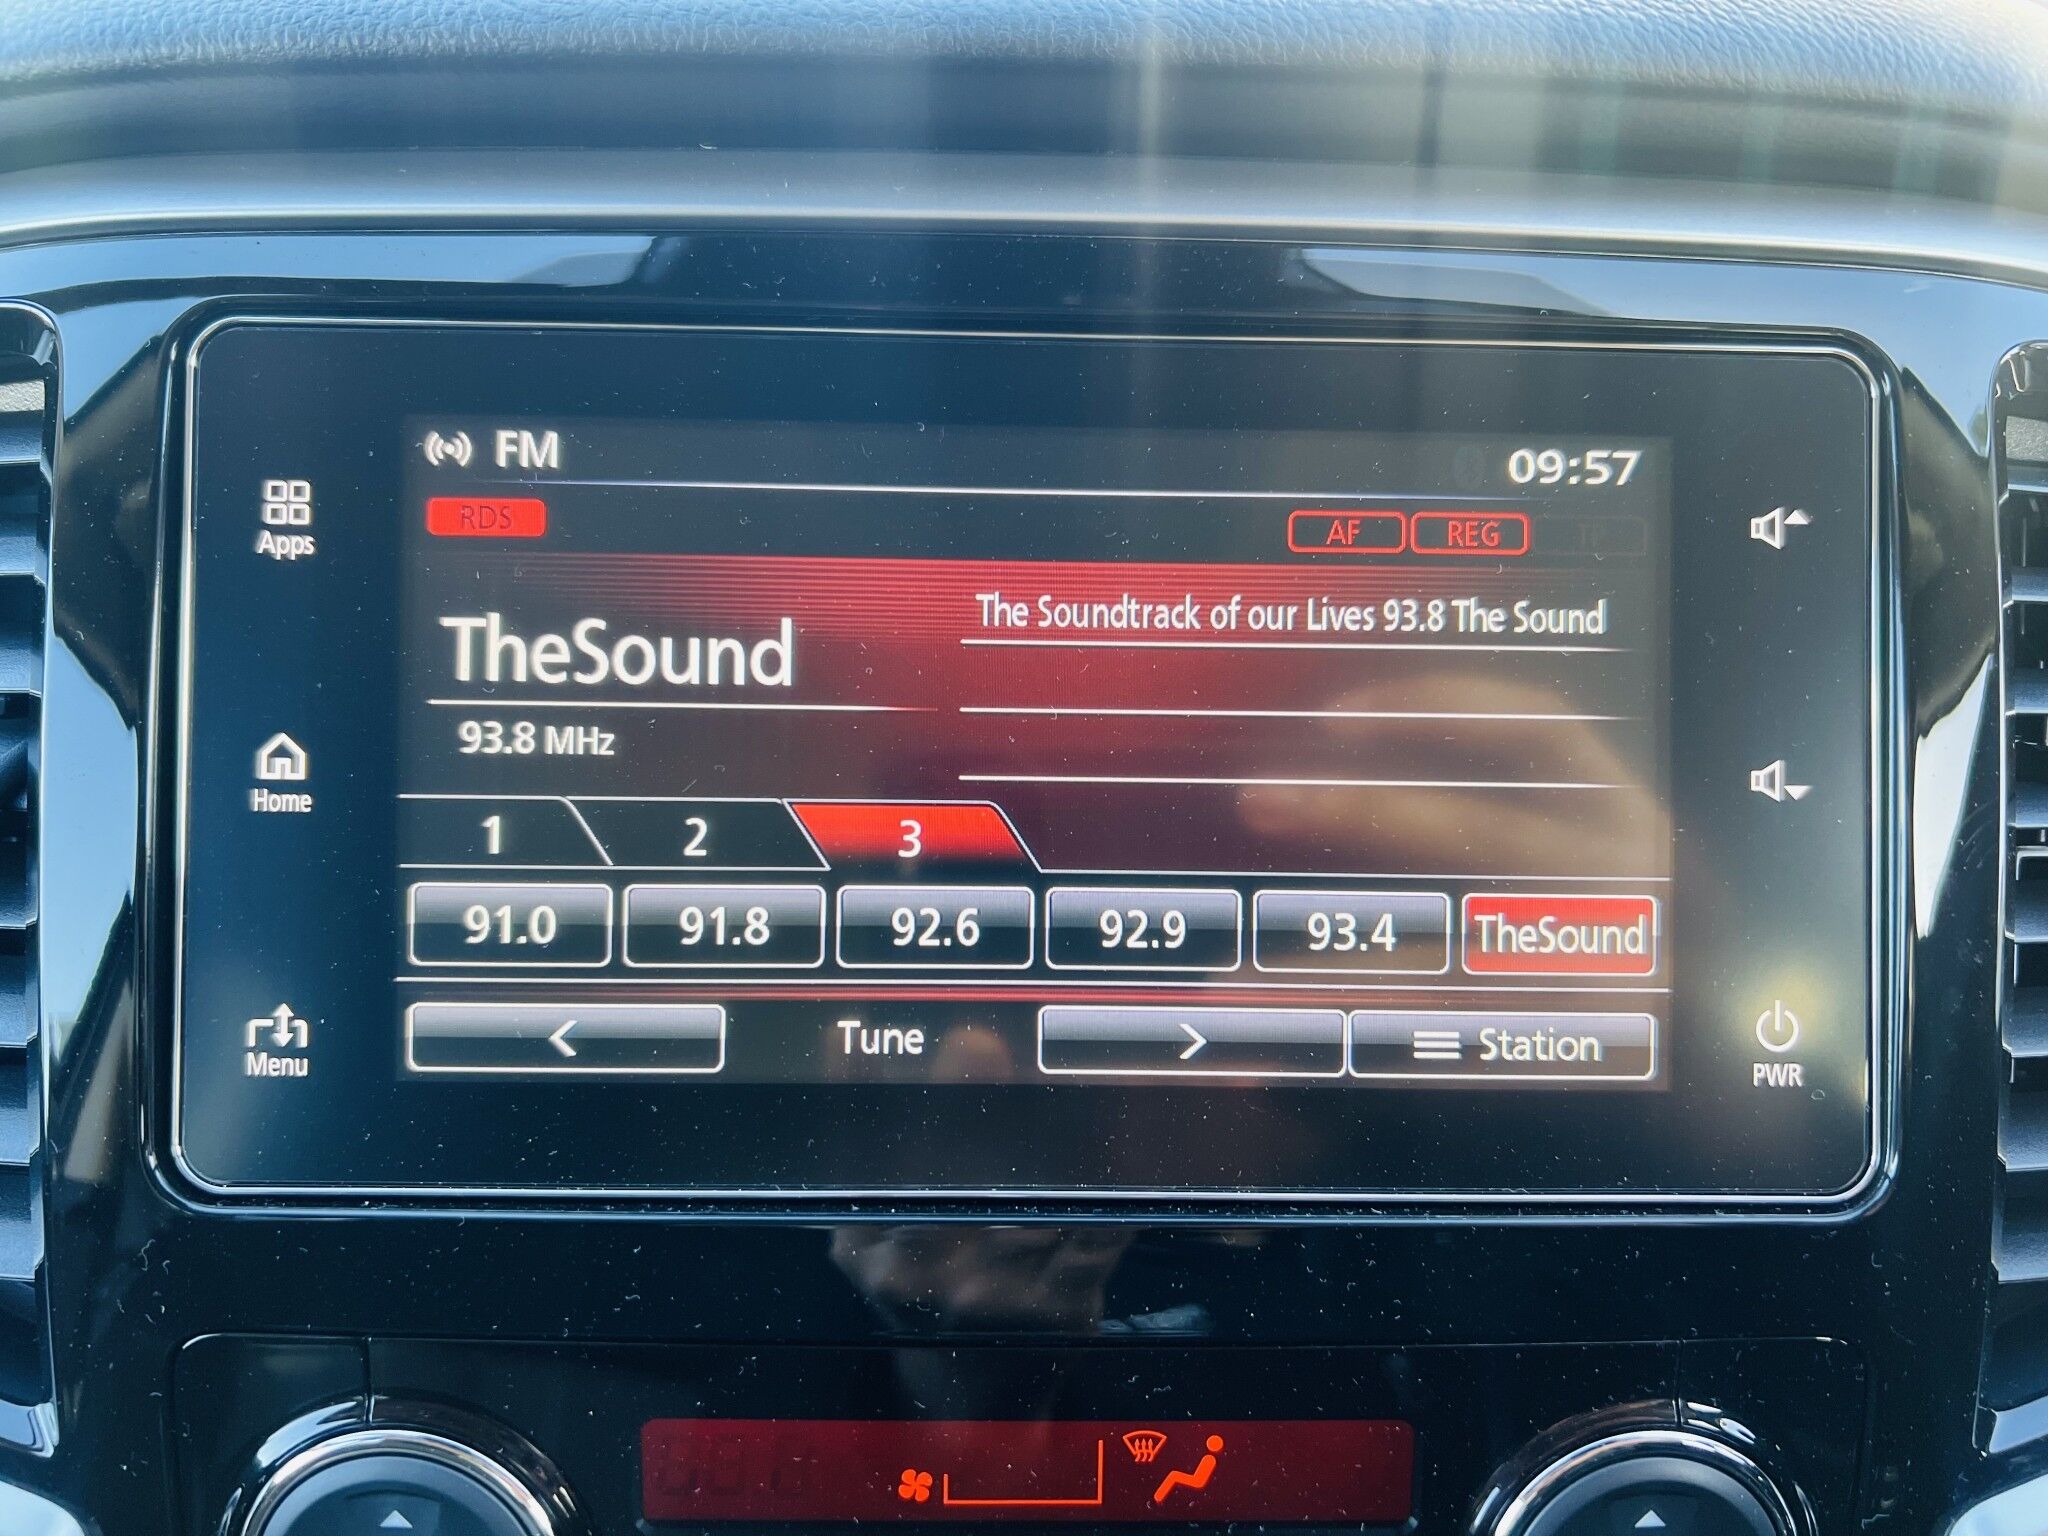 FM
09:57
RDS
AF REG
The Soundtrack of our Lives 93.8 The Sound
TheSound
93.8 MHz
1 2 3
91.0 91.8 92.6 92.9 93.4 TheSound
< Tune > Station
Apps
Home
Menu
PWR